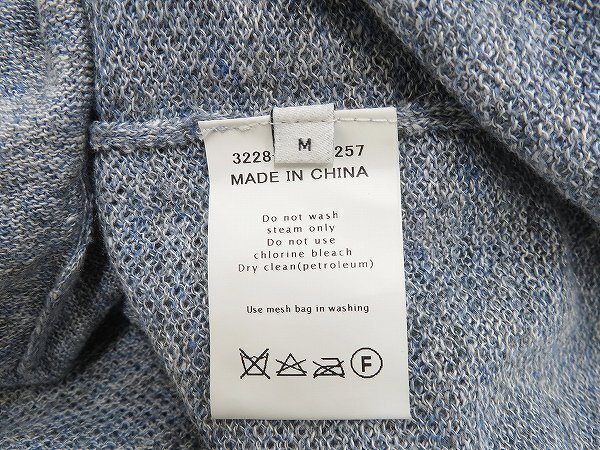 M
3228- 257
MADE IN CHINA
Do not wash
steam only
Do not use
chlorine bleach
Dry clean(petroleum)
Use mesh bag in washing
F